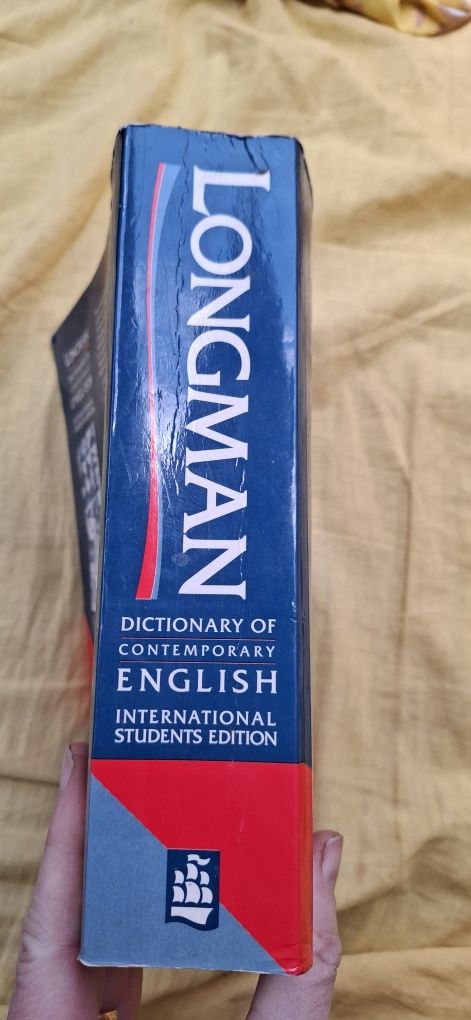 LONGMAN
DICTIONARY OF
CONTEMPORARY
ENGLISH
INTERNATIONAL
STUDENTS EDITION